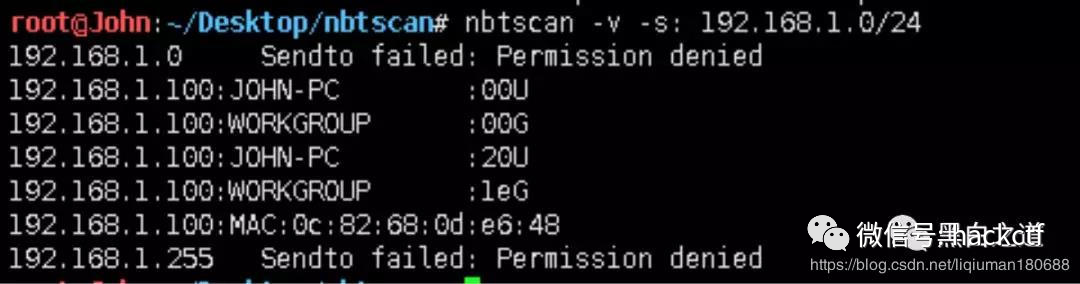 root@John:~/Desktop/nbtscan# nbtscan -v -s: 192.168.1.0/24
192.168.1.0     Sendto failed: Permission denied
192.168.1.100:JOHN-PC        :00U
192.168.1.100:WORKGROUP      :00G
192.168.1.100:JOHN-PC        :20U
192.168.1.100:WORKGROUP      :1eG
192.168.1.100:MAC:0c:82:68:0d:e6:48
192.168.1.255   Sendto failed: Permission denied
微信号黑白之道
https://blog.csdn.net/liqiuman180688